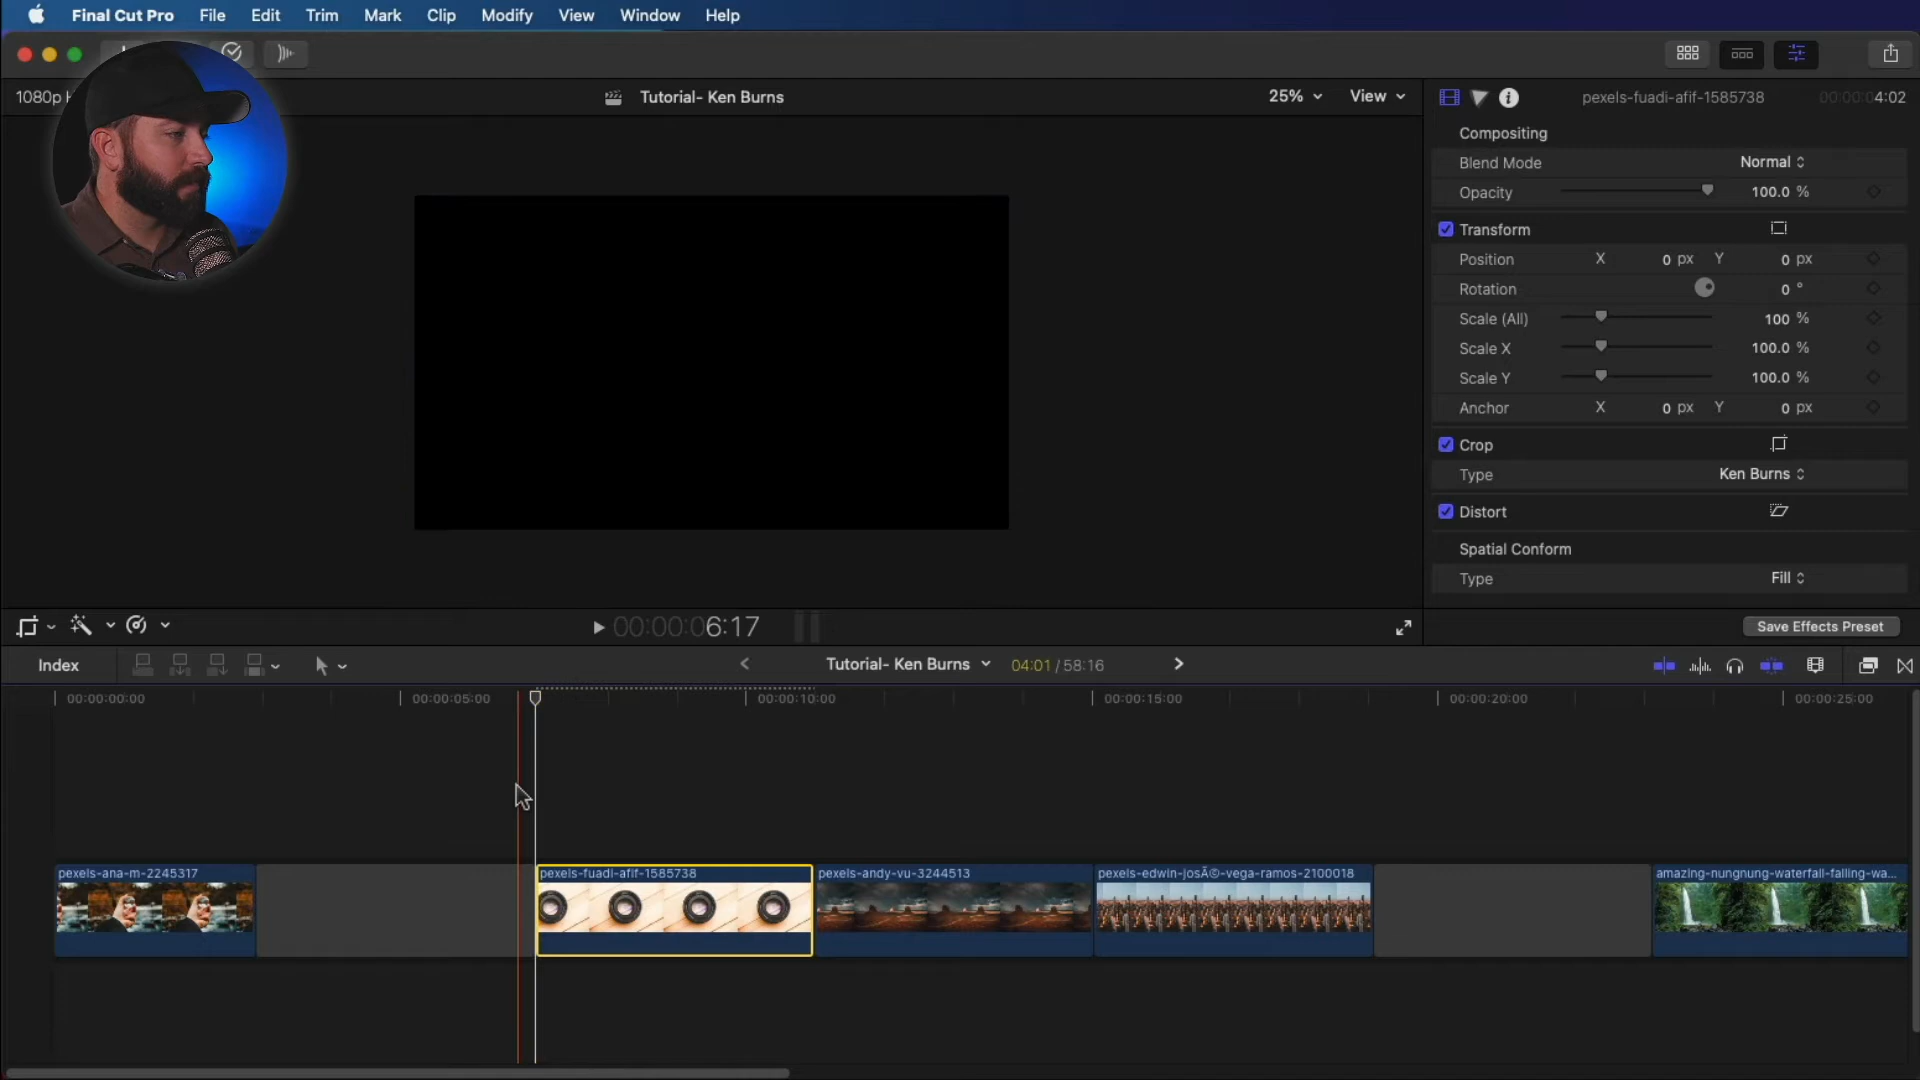 Final Cut Pro File Edit Trim Mark Clip Modify View Window Help
1080p Tutorial- Ken Burns 25% View pexels-fuadi-afif-1585738 00:00:04:02
Compositing
Blend Mode Normal
Opacity 100.0 %
Transform
Position X 0 px Y 0 px
Rotation 0 °
Scale (All) 100 %
Scale X 100.0 %
Scale Y 100.0 %
Anchor X 0 px Y 0 px
Crop
Type Ken Burns
Distort
Spatial Conform
Type Fill
00:00:06:17 Save Effects Preset
Index Tutorial- Ken Burns 04:01 / 58:16
00:00:00:00 00:00:05:00 00:00:10:00 00:00:15:00 00:00:20:00 00:00:25:00
pexels-ana-m-2245317 pexels-fuadi-afif-1585738 pexels-andy-vu-3244513 pexels-edwin-josÃ©-vega-ramos-2100018 amazing-nungnung-waterfall-falling-wa...